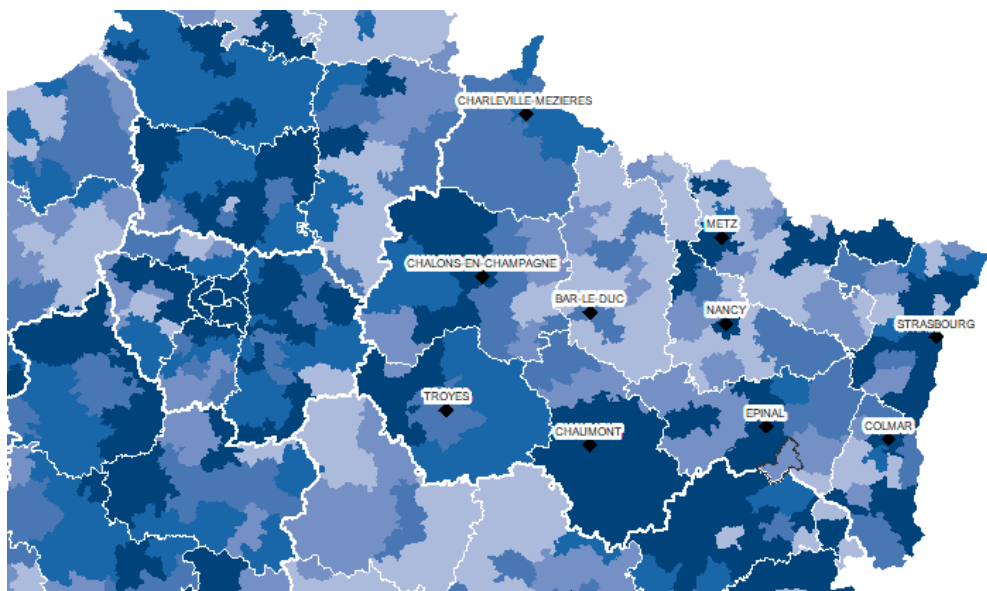 CHARLEVILLE-MEZIERES
METZ
CHALONS-EN-CHAMPAGNE
BAR-LE-DUC
NANCY
STRASBOURG
TROYES
EPINAL
CHAUMONT
COLMAR